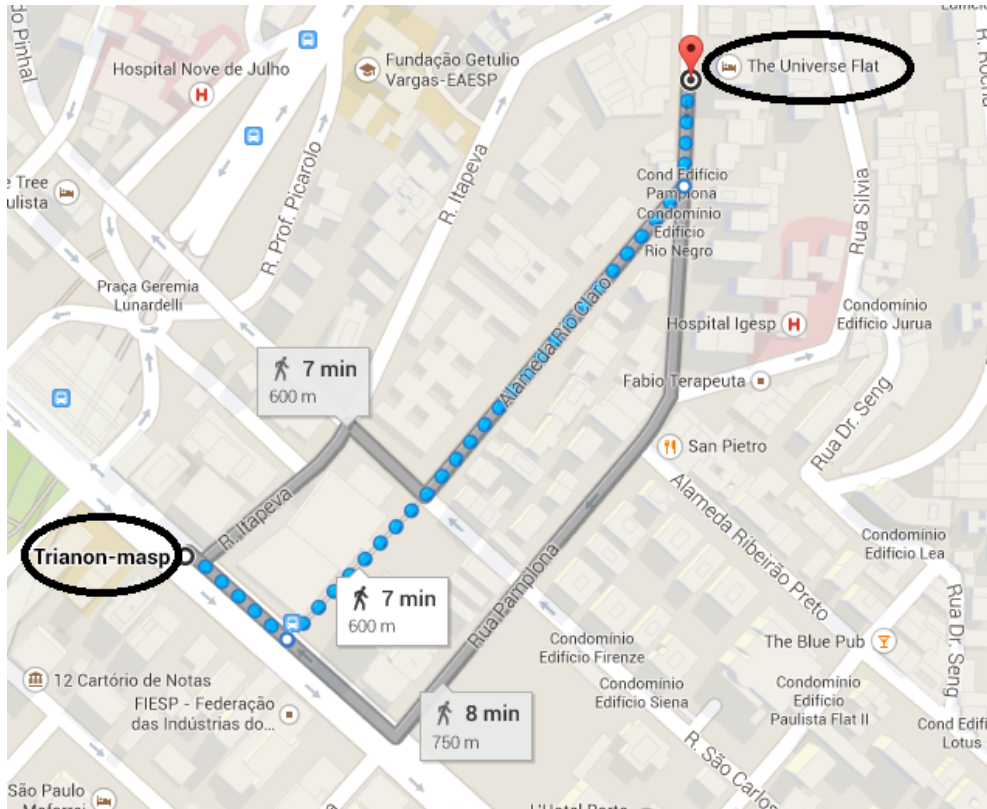 do Pinhal
Hospital Nove de Julho
Fundação Getulio
Vargas-EAESP
The Universe Flat
R. Rocha
R. Prof. Picarolo
R. Itapeva
Tree
ulista
Cond Edifício
Pamplona
Condomínio
Edifício
Rio Negro
Rua Silvia
Praça Geremia
Lunardelli
Alameda Rio Claro
Hospital Igesp
Condomínio
Edifício Jurua
7 min
600 m
Fabio Terapeuta
Rua Dr. Seng
San Pietro
R. Itapeva
Alameda Ribeirão Preto
Trianon-masp
Condomínio
Edifício Lea
7 min
600 m
Rua Pamplona
Rua Dr. Seng
Condomínio
Edifício Firenze
The Blue Pub
12 Cartório de Notas
Condomínio
Edifício Siena
Condomínio
Edifício
Paulista Flat II
FIESP - Federação
das Indústrias do...
8 min
750 m
Cond Edifí
Lotus
R. São Carlos
São Paulo